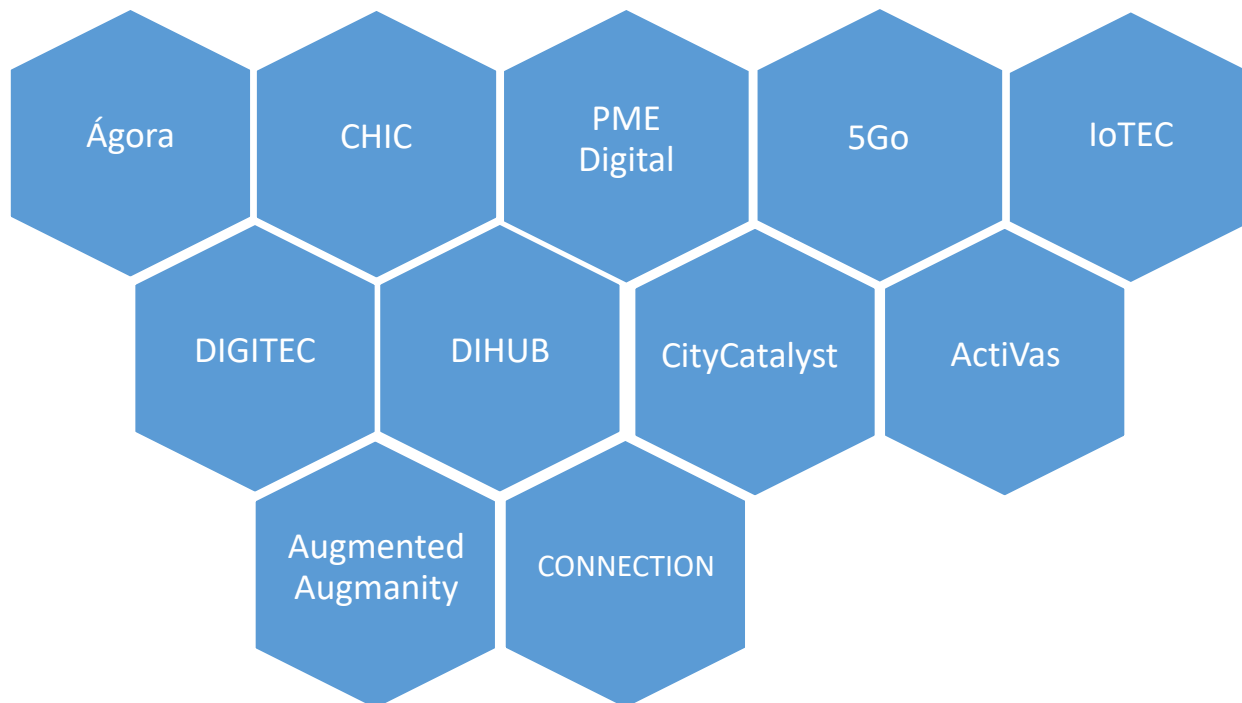 Ágora
CHIC
PME
Digital
5Go
IoTEC
DIGITEC
DIHUB
CityCatalyst
ActiVas
Augmented
Augmanity
CONNECTION